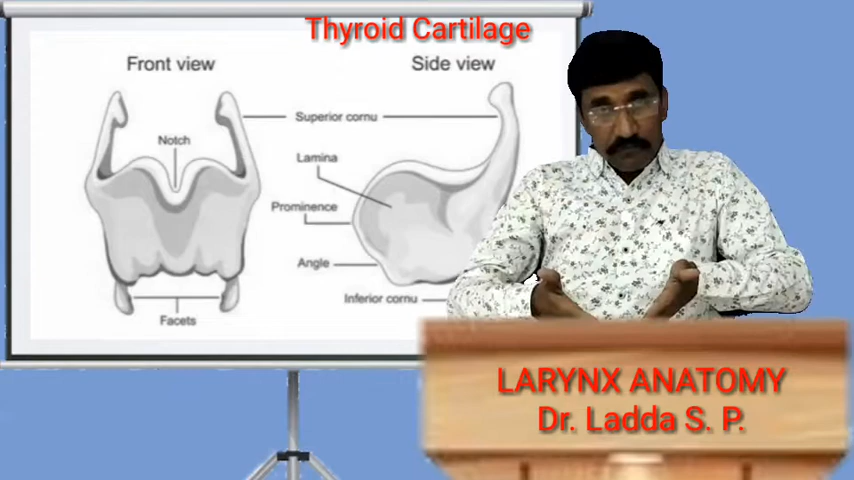 Thyroid Cartilage
Front view
Side view
Superior cornu
Notch
Lamina
Prominence
Angle
Inferior cornu
Facets
LARYNX ANATOMY
Dr. Ladda S. P.